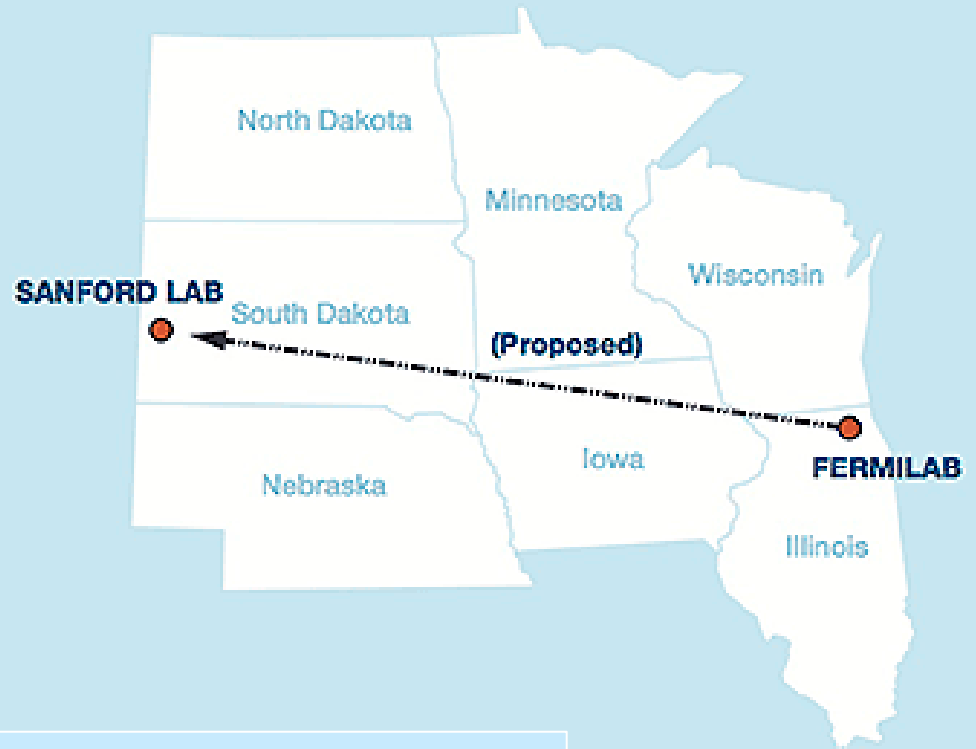 North Dakota
Minnesota
Wisconsin
SANFORD LAB
South Dakota
(Proposed)
Iowa
FERMILAB
Nebraska
Illinois